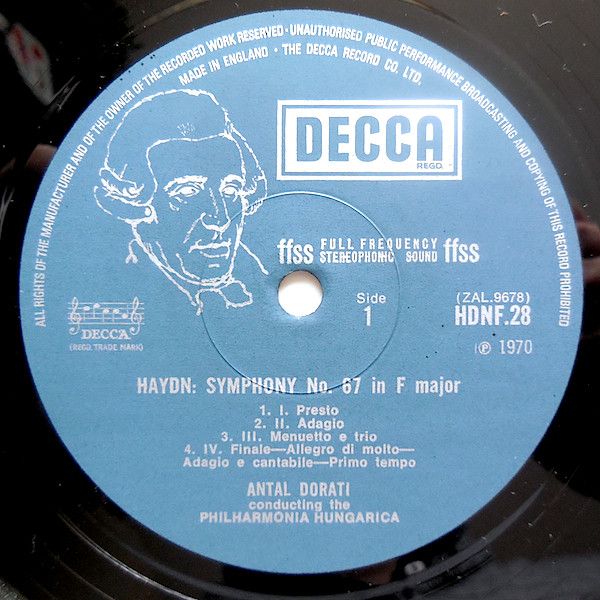 ALL RIGHTS OF THE MANUFACTURER AND OF THE OWNER OF THE RECORDED WORK RESERVED · UNAUTHORISED PUBLIC PERFORMANCE BROADCASTING AND COPYING OF THIS RECORD PROHIBITED
MADE IN ENGLAND · THE DECCA RECORD CO. LTD.
DECCA
REGD.
ffss FULL FREQUENCY STEREOPHONIC SOUND ffss
Side
1
(ZAL.9678)
HDNF.28
℗ 1970
DECCA
(REGD. TRADE MARK)
HAYDN: SYMPHONY No. 67 in F major
1. I. Presto
2. II. Adagio
3. III. Menuetto e trio
4. IV. Finale—Allegro di molto—
Adagio e cantabile—Primo tempo
ANTAL DORATI
conducting the
PHILHARMONIA HUNGARICA